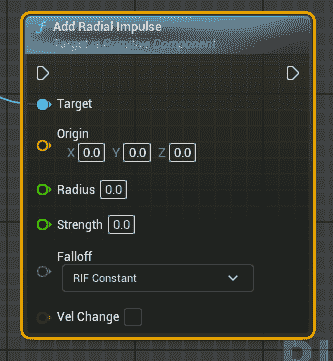 Add Radial Impulse
Target is Primitive Component
Target
Origin
X 0.0 Y 0.0 Z 0.0
Radius 0.0
Strength 0.0
Falloff
RIF Constant
Vel Change